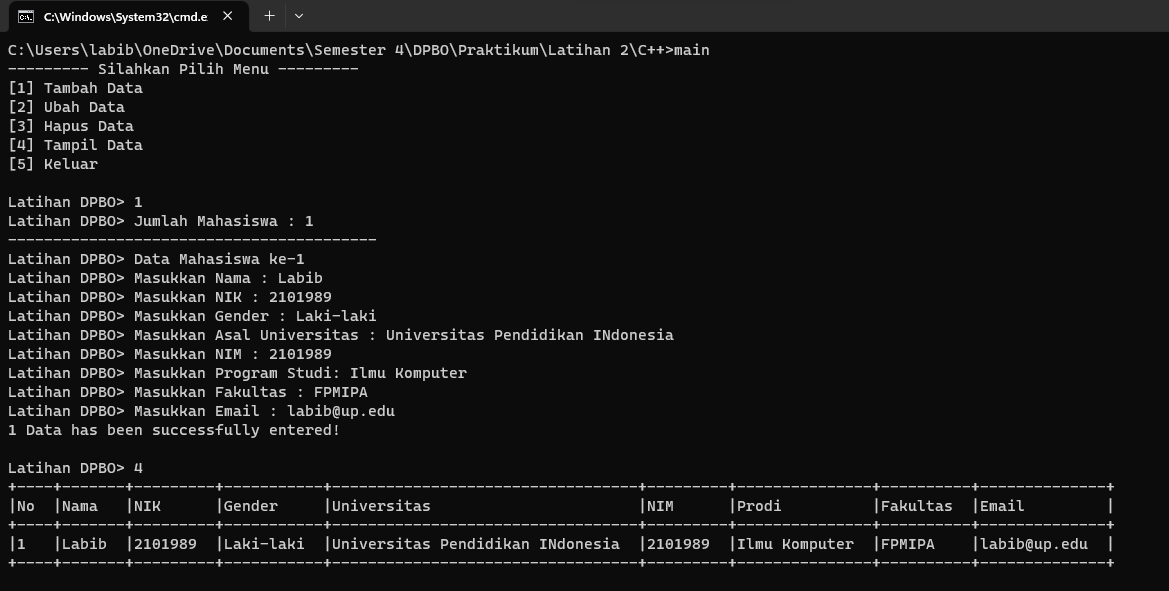 C:\Windows\System32\cmd.e
C:\Users\labib\OneDrive\Documents\Semester 4\DPBO\Praktikum\Latihan 2\C++>main
--------- Silahkan Pilih Menu ---------
[1] Tambah Data
[2] Ubah Data
[3] Hapus Data
[4] Tampil Data
[5] Keluar
Latihan DPBO> 1
Latihan DPBO> Jumlah Mahasiswa : 1
-----------------------------------------
Latihan DPBO> Data Mahasiswa ke-1
Latihan DPBO> Masukkan Nama : Labib
Latihan DPBO> Masukkan NIK : 2101989
Latihan DPBO> Masukkan Gender : Laki-laki
Latihan DPBO> Masukkan Asal Universitas : Universitas Pendidikan INdonesia
Latihan DPBO> Masukkan NIM : 2101989
Latihan DPBO> Masukkan Program Studi: Ilmu Komputer
Latihan DPBO> Masukkan Fakultas : FPMIPA
Latihan DPBO> Masukkan Email : labib@up.edu
1 Data has been successfully entered!
Latihan DPBO> 4
+----+-------+---------+-----------+----------------------------------+---------+---------------+----------+--------------+
|No  |Nama   |NIK      |Gender     |Universitas                       |NIM      |Prodi          |Fakultas  |Email         |
+----+-------+---------+-----------+----------------------------------+---------+---------------+----------+--------------+
|1   |Labib  |2101989  |Laki-laki  |Universitas Pendidikan INdonesia  |2101989  |Ilmu Komputer  |FPMIPA    |labib@up.edu  |
+----+-------+---------+-----------+----------------------------------+---------+---------------+----------+--------------+